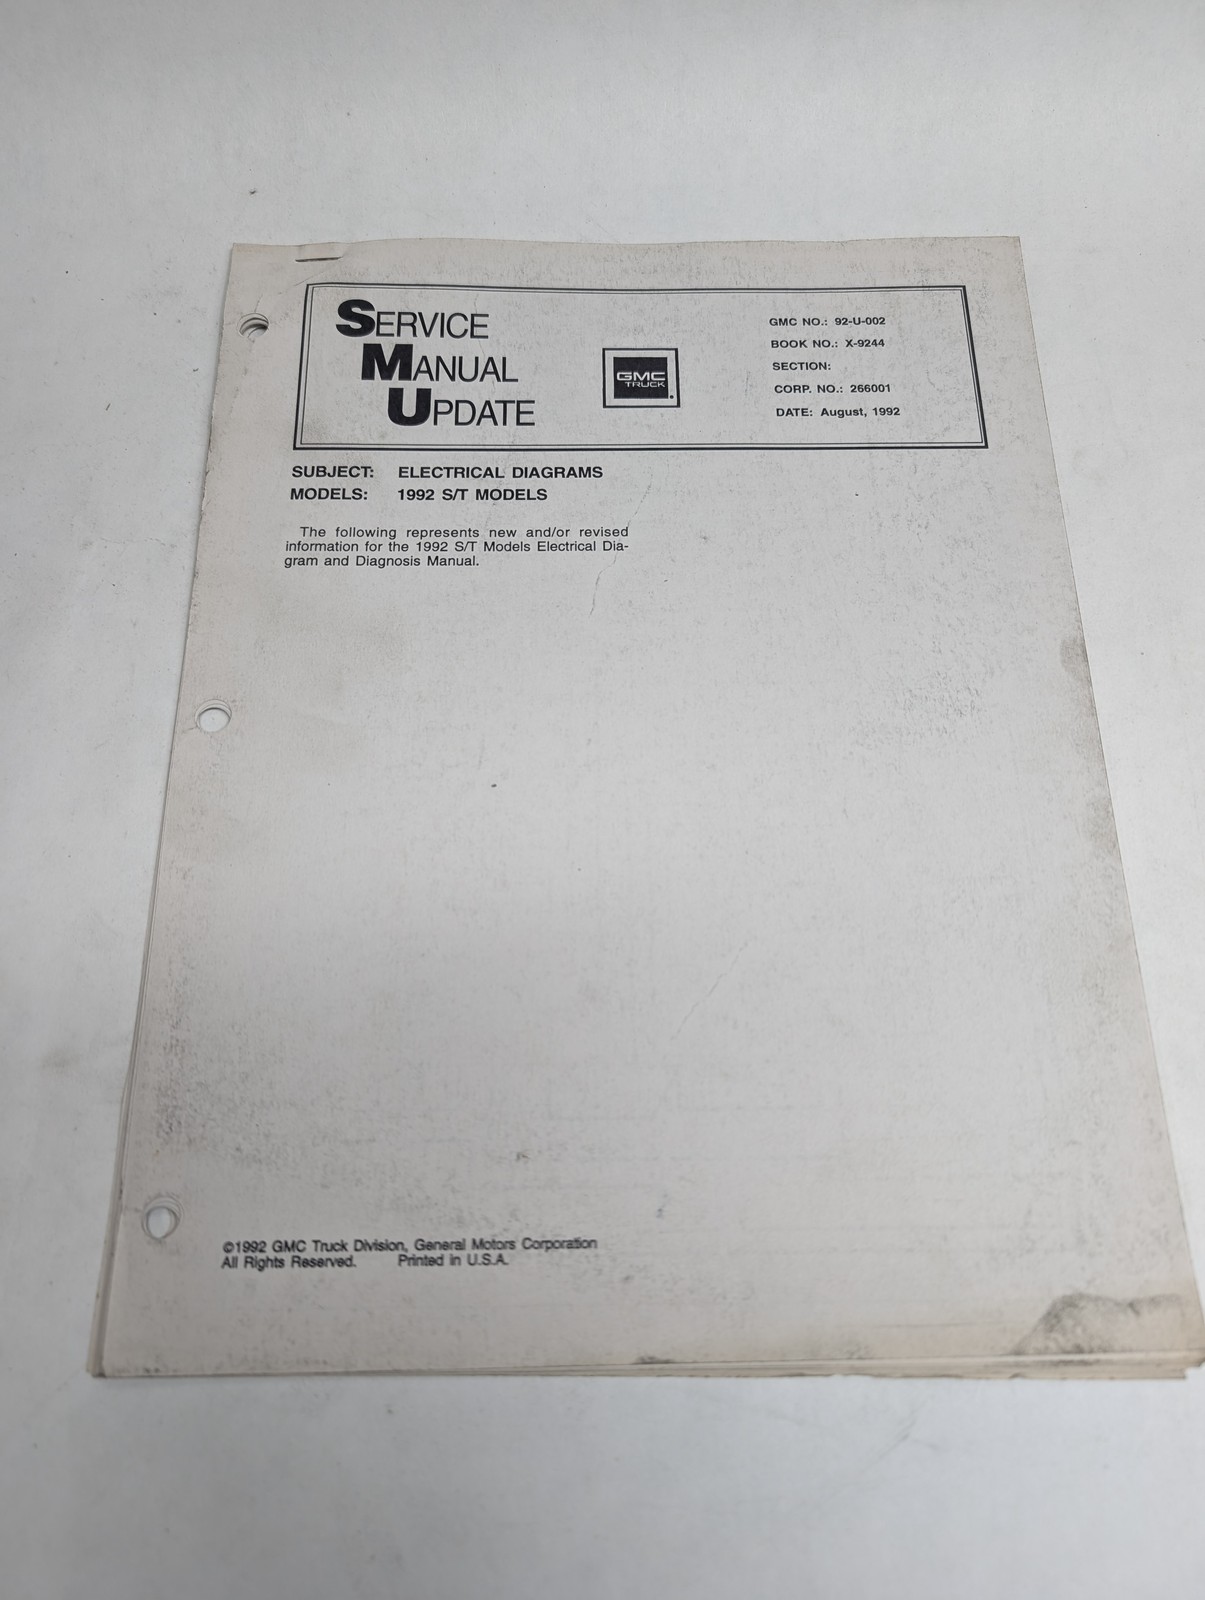 SERVICE
MANUAL
UPDATE
GMC
TRUCK
GMC NO.: 92-U-002
BOOK NO.: X-9244
SECTION:
CORP. NO.: 266001
DATE: August, 1992
SUBJECT: ELECTRICAL DIAGRAMS
MODELS: 1992 S/T MODELS
The following represents new and/or revised
information for the 1992 S/T Models Electrical Dia-
gram and Diagnosis Manual.
©1992 GMC Truck Division, General Motors Corporation
All Rights Reserved. Printed in U.S.A.